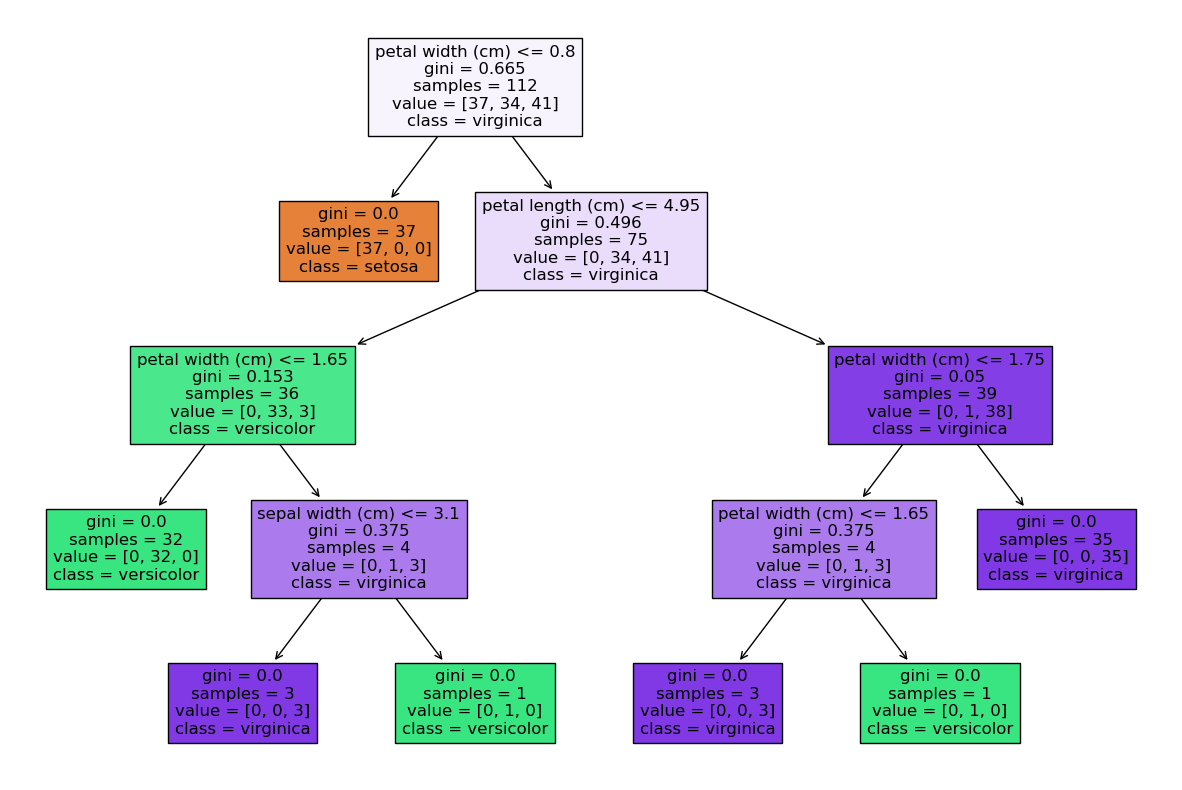 petal width (cm) <= 0.8
gini = 0.665
samples = 112
value = [37, 34, 41]
class = virginica
gini = 0.0
samples = 37
value = [37, 0, 0]
class = setosa
petal length (cm) <= 4.95
gini = 0.496
samples = 75
value = [0, 34, 41]
class = virginica
petal width (cm) <= 1.65
gini = 0.153
samples = 36
value = [0, 33, 3]
class = versicolor
petal width (cm) <= 1.75
gini = 0.05
samples = 39
value = [0, 1, 38]
class = virginica
gini = 0.0
samples = 32
value = [0, 32, 0]
class = versicolor
sepal width (cm) <= 3.1
gini = 0.375
samples = 4
value = [0, 1, 3]
class = virginica
petal width (cm) <= 1.65
gini = 0.375
samples = 4
value = [0, 1, 3]
class = virginica
gini = 0.0
samples = 35
value = [0, 0, 35]
class = virginica
gini = 0.0
samples = 3
value = [0, 0, 3]
class = virginica
gini = 0.0
samples = 1
value = [0, 1, 0]
class = versicolor
gini = 0.0
samples = 3
value = [0, 0, 3]
class = virginica
gini = 0.0
samples = 1
value = [0, 1, 0]
class = versicolor